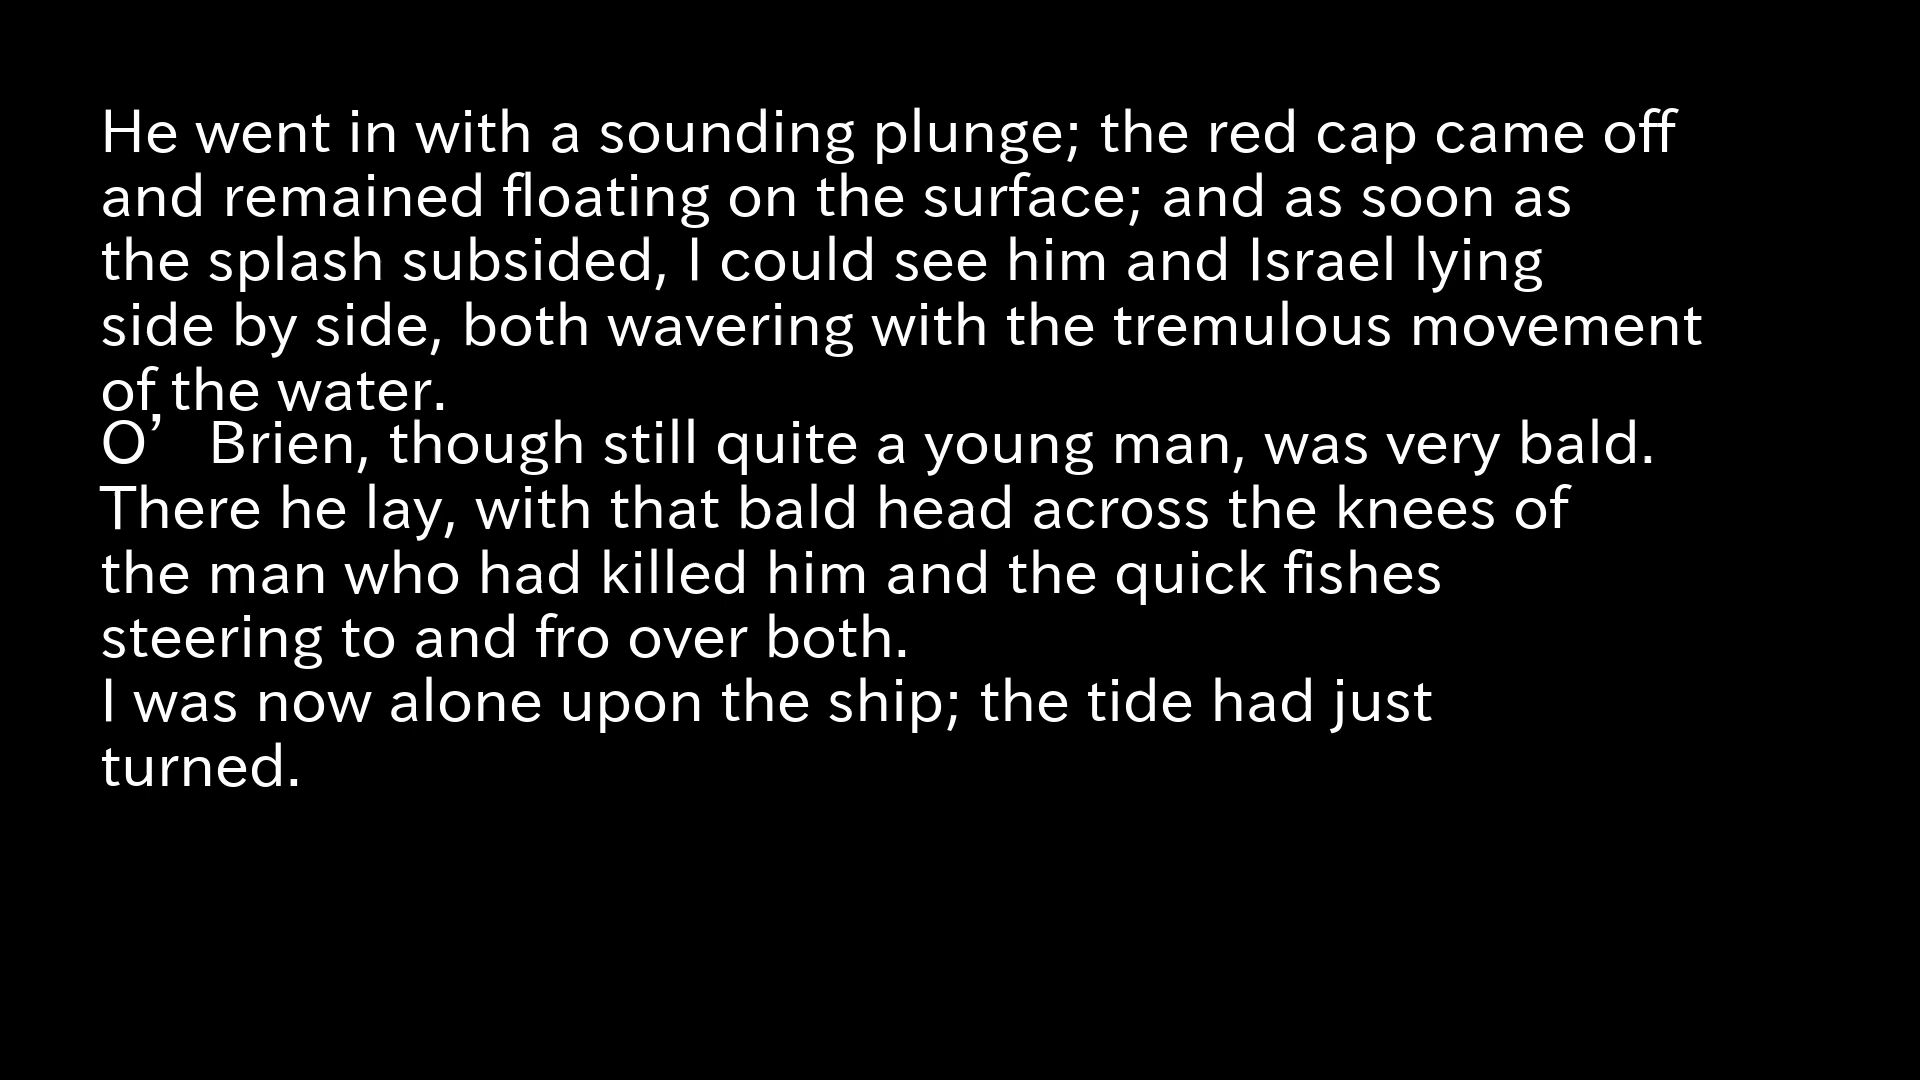 He went in with a sounding plunge; the red cap came off
and remained floating on the surface; and as soon as
the splash subsided, I could see him and Israel lying
side by side, both wavering with the tremulous movement
of the water.
O’Brien, though still quite a young man, was very bald.
There he lay, with that bald head across the knees of
the man who had killed him and the quick fishes
steering to and fro over both.
I was now alone upon the ship; the tide had just
turned.